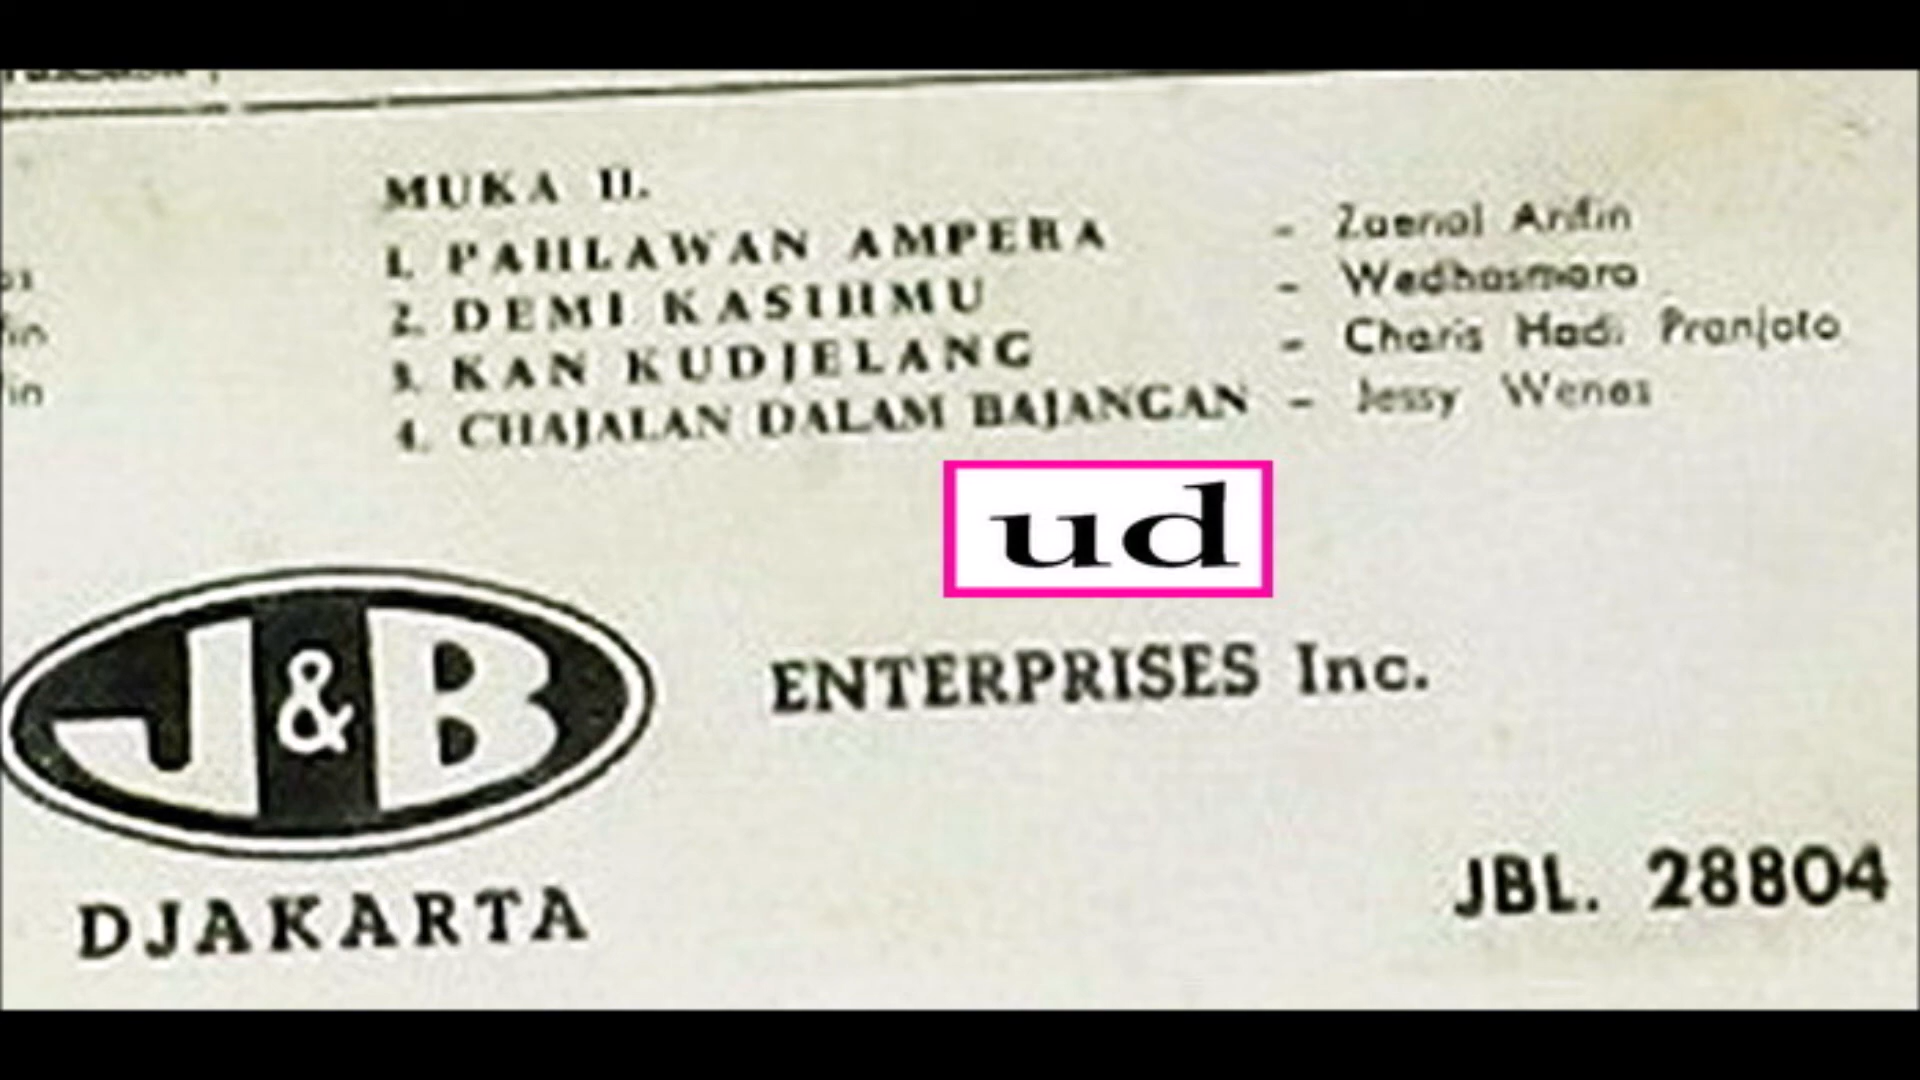 MUKA II.
1. PAHLAWAN AMPERA - Zaenal Arifin
2. DEMI KASIHMU - Wedhasmara
3. KAN KUDJELANG - Charis Hadi Pranjoto
4. CHAJALAN DALAM BAJANGAN - Jessy Wenas
ud
J&B
ENTERPRISES Inc.
DJAKARTA
JBL. 28804